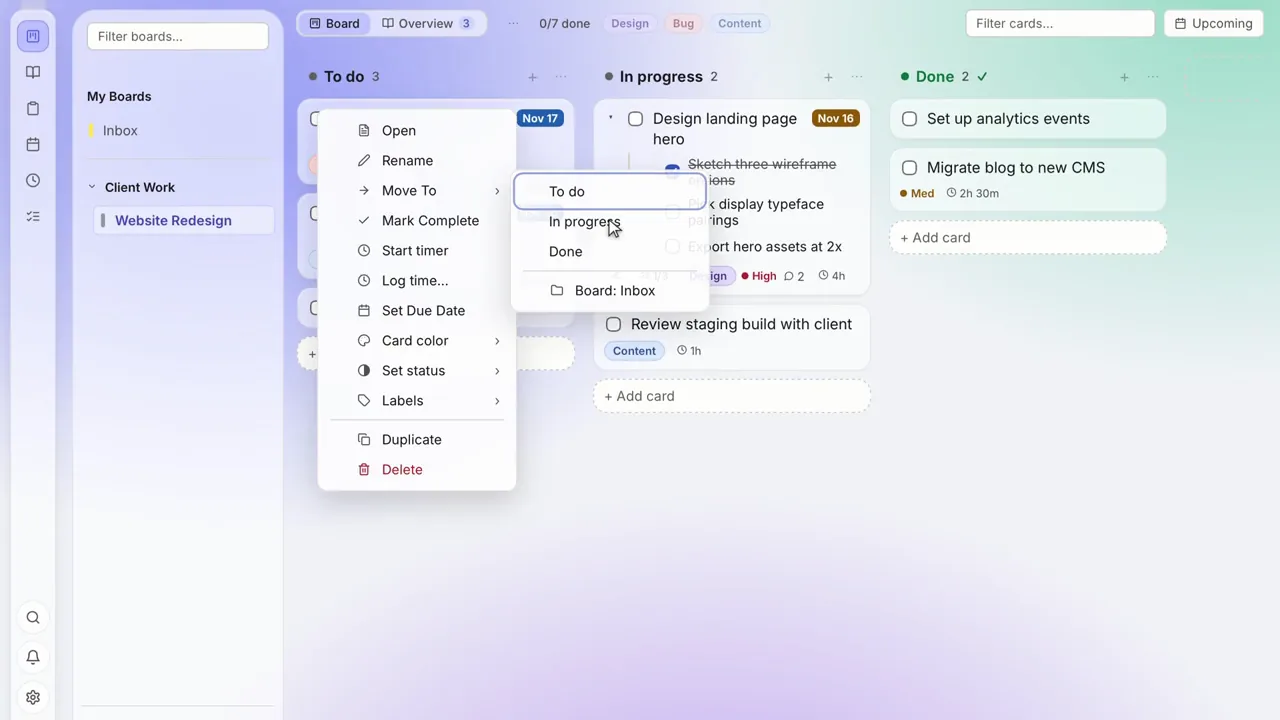 Filter boards...
My Boards
Inbox
Client Work
Website Redesign
Board
Overview 3
0/7 done
Design
Bug
Content
Filter cards...
Upcoming
To do 3
Nov 17
Open
Rename
Move To
Mark Complete
Start timer
Log time...
Set Due Date
Card color
Set status
Labels
Duplicate
Delete
To do
In progress
Done
Board: Inbox
+
In progress 2
Design landing page
hero
Nov 16
Sketch three wireframe
options
Pick display typeface
pairings
Export hero assets at 2x
1/3
Design
High
2
4h
Review staging build with client
Content
1h
+ Add card
Done 2
Set up analytics events
Migrate blog to new CMS
Med
2h 30m
+ Add card